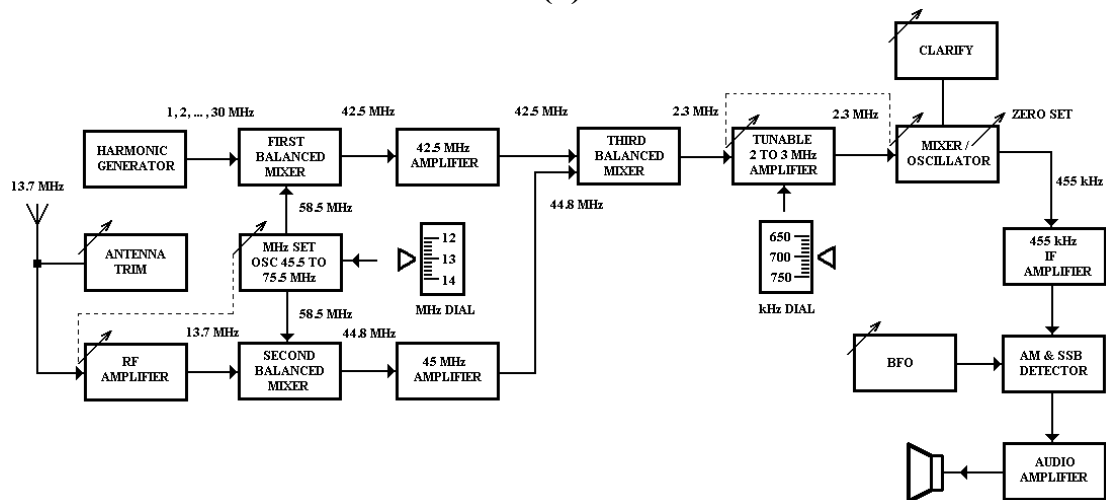 CLARIFY
1, 2, ... , 30 MHz
42.5 MHz
42.5 MHz
2.3 MHz
2.3 MHz
ZERO SET
HARMONIC
GENERATOR
FIRST
BALANCED
MIXER
42.5 MHz
AMPLIFIER
THIRD
BALANCED
MIXER
TUNABLE
2 TO 3 MHz
AMPLIFIER
MIXER /
OSCILLATOR
13.7 MHz
58.5 MHz
44.8 MHz
455 kHz
ANTENNA
TRIM
MHz SET
OSC 45.5 TO
75.5 MHz
12
13
14
MHz DIAL
650
700
750
kHz DIAL
455 kHz
IF
AMPLIFIER
58.5 MHz
13.7 MHz
44.8 MHz
RF
AMPLIFIER
SECOND
BALANCED
MIXER
45 MHz
AMPLIFIER
BFO
AM & SSB
DETECTOR
AUDIO
AMPLIFIER